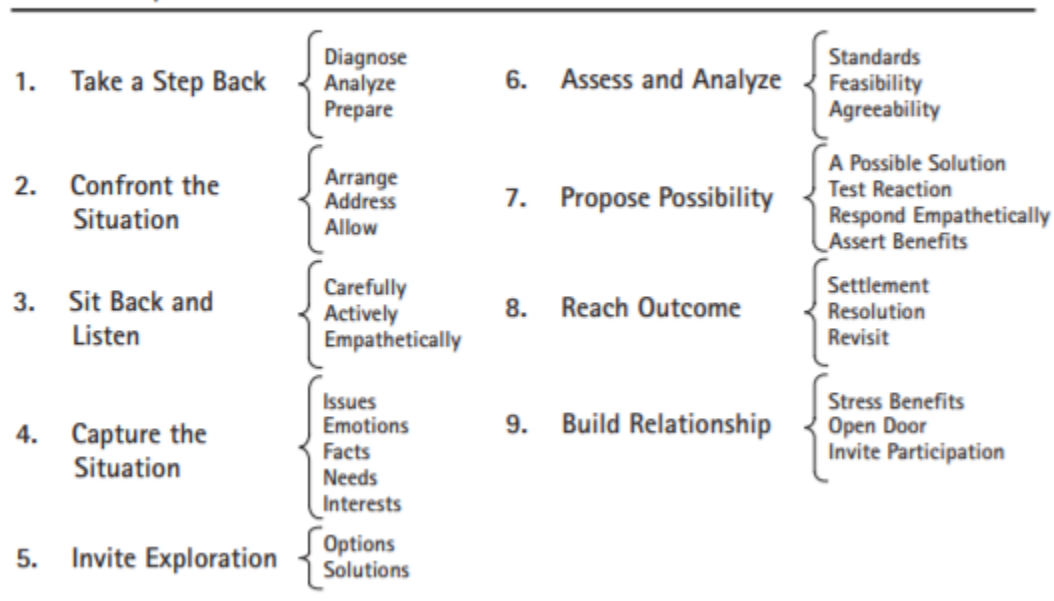 1. Take a Step Back
Diagnose
Analyze
Prepare
2. Confront the
Situation
Arrange
Address
Allow
3. Sit Back and
Listen
Carefully
Actively
Empathetically
4. Capture the
Situation
Issues
Emotions
Facts
Needs
Interests
5. Invite Exploration
Options
Solutions
6. Assess and Analyze
Standards
Feasibility
Agreeability
7. Propose Possibility
A Possible Solution
Test Reaction
Respond Empathetically
Assert Benefits
8. Reach Outcome
Settlement
Resolution
Revisit
9. Build Relationship
Stress Benefits
Open Door
Invite Participation